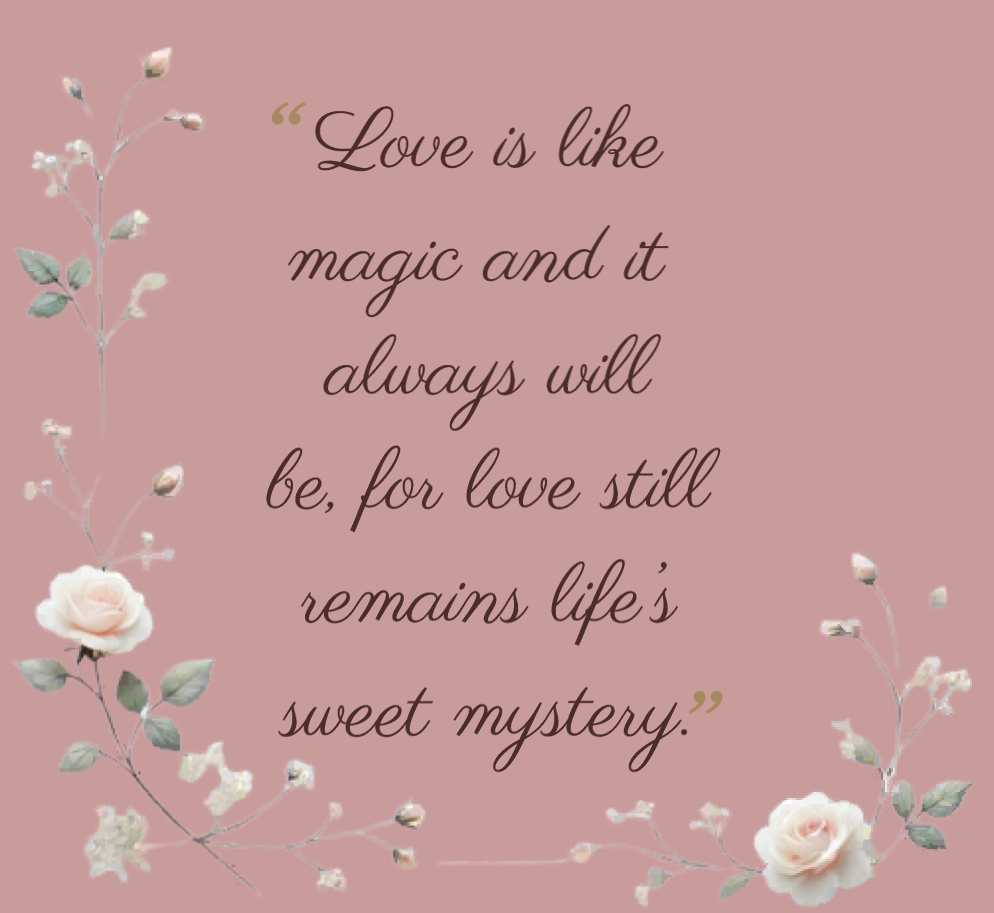 “Love is like
magic and it
always will
be, for love still
remains life’s
sweet mystery.”